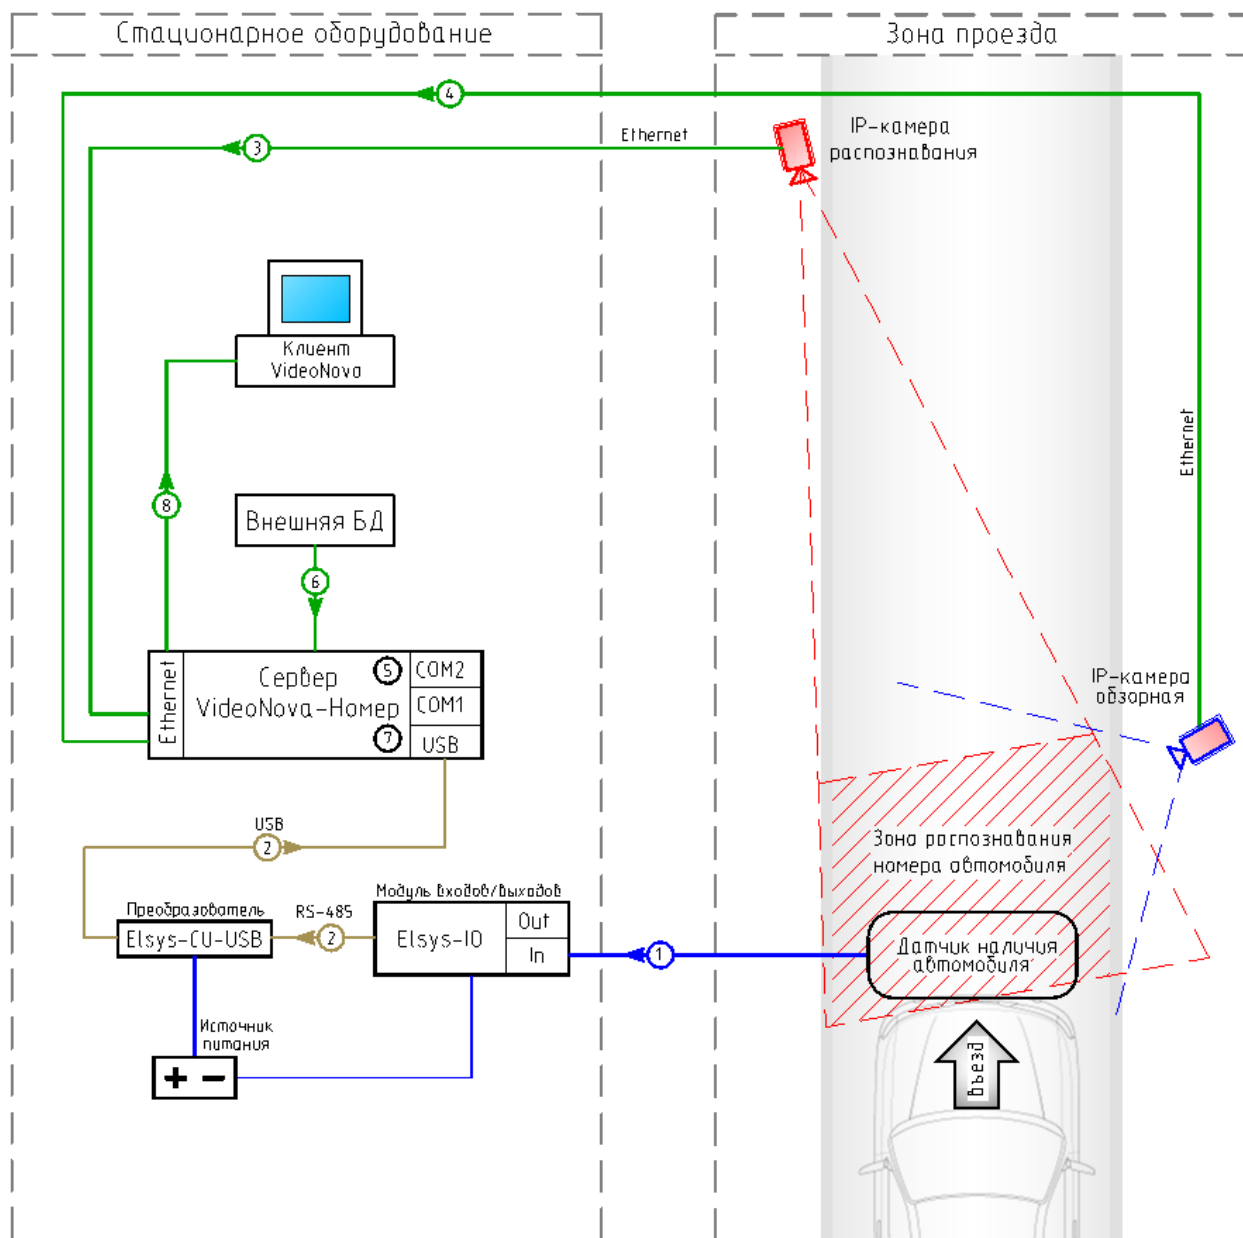 Стационарное оборудование
Зона проезда
4
3
Ethernet
IP-камера
распознавания
Клиент
VideoNova
Ethernet
8
Внешняя БД
6
Ethernet
Сервер
VideoNova-Номер
5
7
COM2
COM1
USB
IP-камера
обзорная
USB
2
Зона распознавания
номера автомобиля
Модуль входов/выходов
Преобразователь
RS-485
Elsys-CU-USB
2
Elsys-IO
Out
In
1
Датчик наличия
автомобиля
Источник
питания
+ −
Въезд